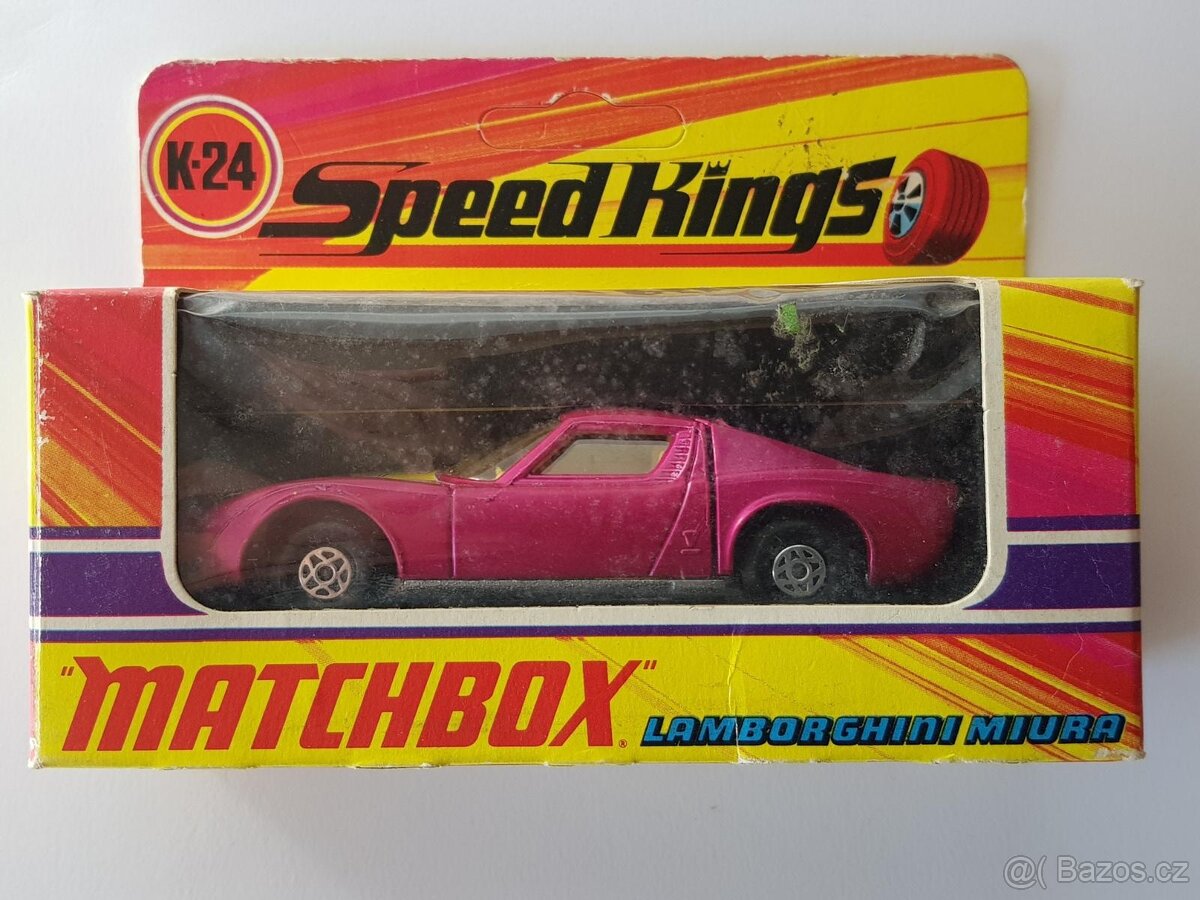 K-24
Speed Kings
"MATCHBOX"®
LAMBORGHINI MIURA
@( Bazos.cz